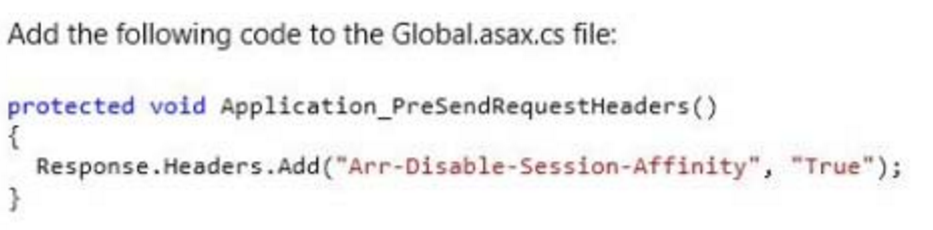 Add the following code to the Global.asax.cs file:
protected void Application_PreSendRequestHeaders()
{
Response.Headers.Add("Arr-Disable-Session-Affinity", "True");
}